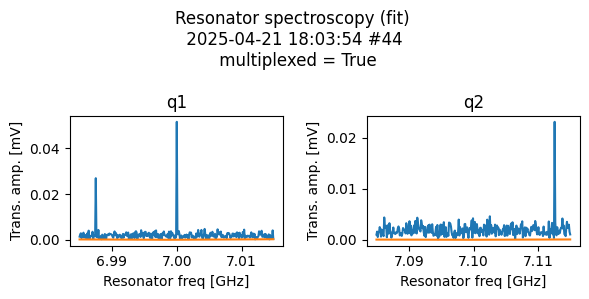 Resonator spectroscopy (fit)
2025-04-21 18:03:54 #44
multiplexed = True
q1
Trans. amp. [mV]
0.04
0.02
0.00
6.99 7.00 7.01
Resonator freq [GHz]
q2
Trans. amp. [mV]
0.02
0.01
0.00
7.09 7.10 7.11
Resonator freq [GHz]